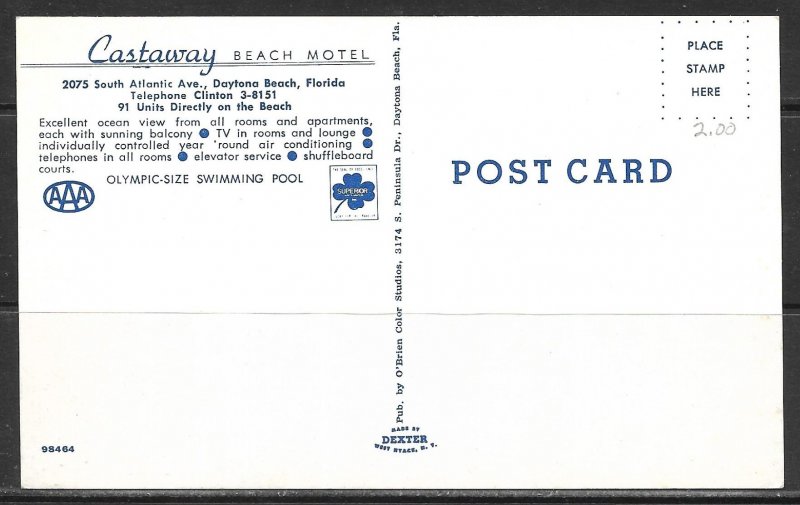 Castaway BEACH MOTEL
2075 South Atlantic Ave., Daytona Beach, Florida
Telephone Clinton 3-8151
91 Units Directly on the Beach
Excellent ocean view from all rooms and apartments,
each with sunning balcony ● TV in rooms and lounge ●
individually controlled year 'round air conditioning ●
telephones in all rooms ● elevator service ● shuffleboard
courts.
OLYMPIC-SIZE SWIMMING POOL
AAA
SUPERIOR
98464
Pub. by O'Brien Color Studios, 3174 S. Peninsula Dr., Daytona Beach, Fla.
MADE BY
DEXTER
WEST NYACK, N. Y.
PLACE
STAMP
HERE
2.00
POST CARD